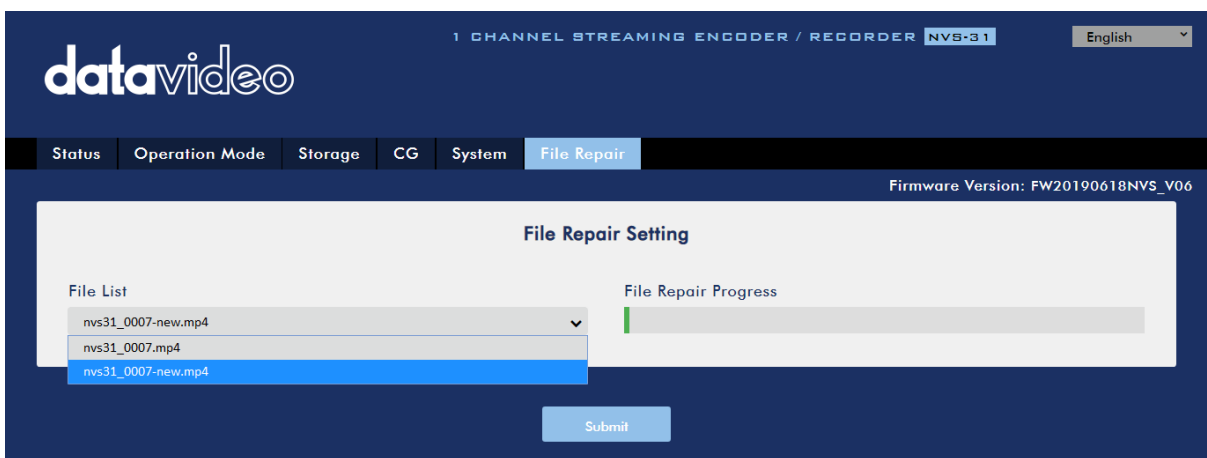 1 CHANNEL STREAMING ENCODER / RECORDER NVS-31
English
datavideo
Status Operation Mode Storage CG System File Repair
Firmware Version: FW20190618NVS_V06
File Repair Setting
File List
File Repair Progress
nvs31_0007-new.mp4
nvs31_0007.mp4
nvs31_0007-new.mp4
Submit